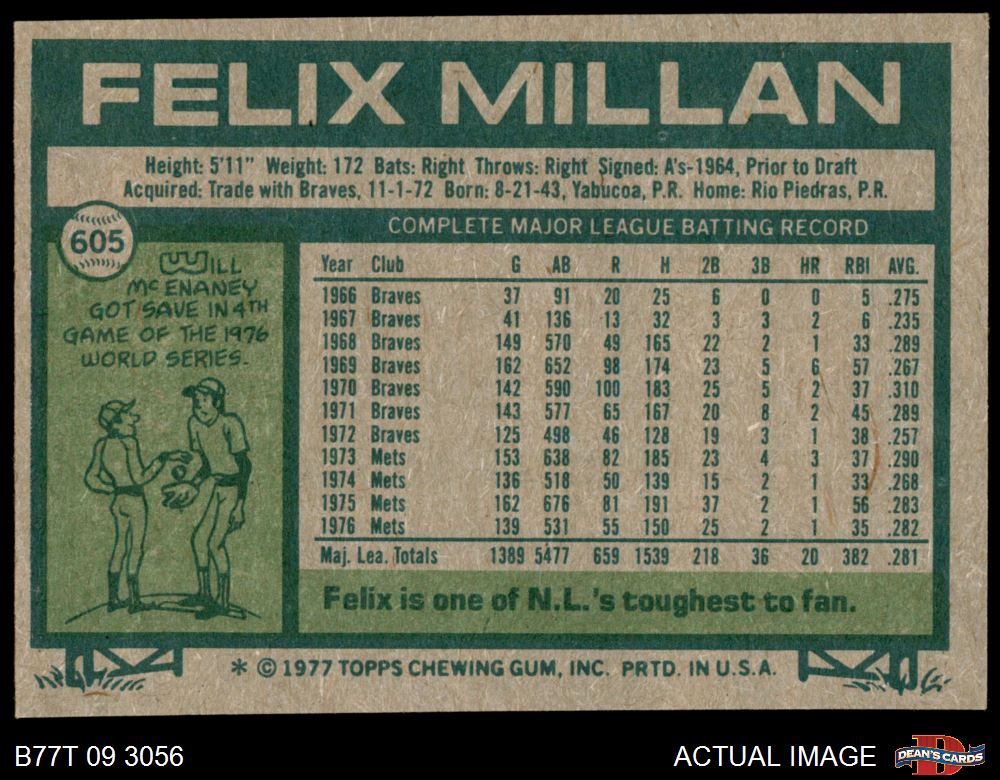 FELIX MILLAN
Height: 5'11" Weight: 172 Bats: Right Throws: Right Signed: A's-1964, Prior to Draft
Acquired: Trade with Braves, 11-1-72 Born: 8-21-43, Yabucoa, P.R. Home: Rio Piedras, P.R.
605
WILL
McENANEY
GOT SAVE IN 4TH
GAME OF THE 1976
WORLD SERIES.
COMPLETE MAJOR LEAGUE BATTING RECORD
Year Club G AB R H 2B 3B HR RBI AVG.
1966 Braves 37 91 20 25 6 0 0 5 .275
1967 Braves 41 136 13 32 3 3 2 6 .235
1968 Braves 149 570 49 165 22 2 1 33 .289
1969 Braves 162 652 98 174 23 5 6 57 .267
1970 Braves 142 590 100 183 25 5 2 37 .310
1971 Braves 143 577 65 167 20 8 2 45 .289
1972 Braves 125 498 46 128 19 3 1 38 .257
1973 Mets 153 638 82 185 23 4 3 37 .290
1974 Mets 136 518 50 139 15 2 1 33 .268
1975 Mets 162 676 81 191 37 2 1 56 .283
1976 Mets 139 531 55 150 25 2 1 35 .282
Maj. Lea. Totals 1389 5477 659 1539 218 36 20 382 .281
Felix is one of N.L.'s toughest to fan.
* © 1977 TOPPS CHEWING GUM, INC. PRTD. IN U.S.A.
B77T 09 3056
ACTUAL IMAGE
D
DEAN'S CARDS